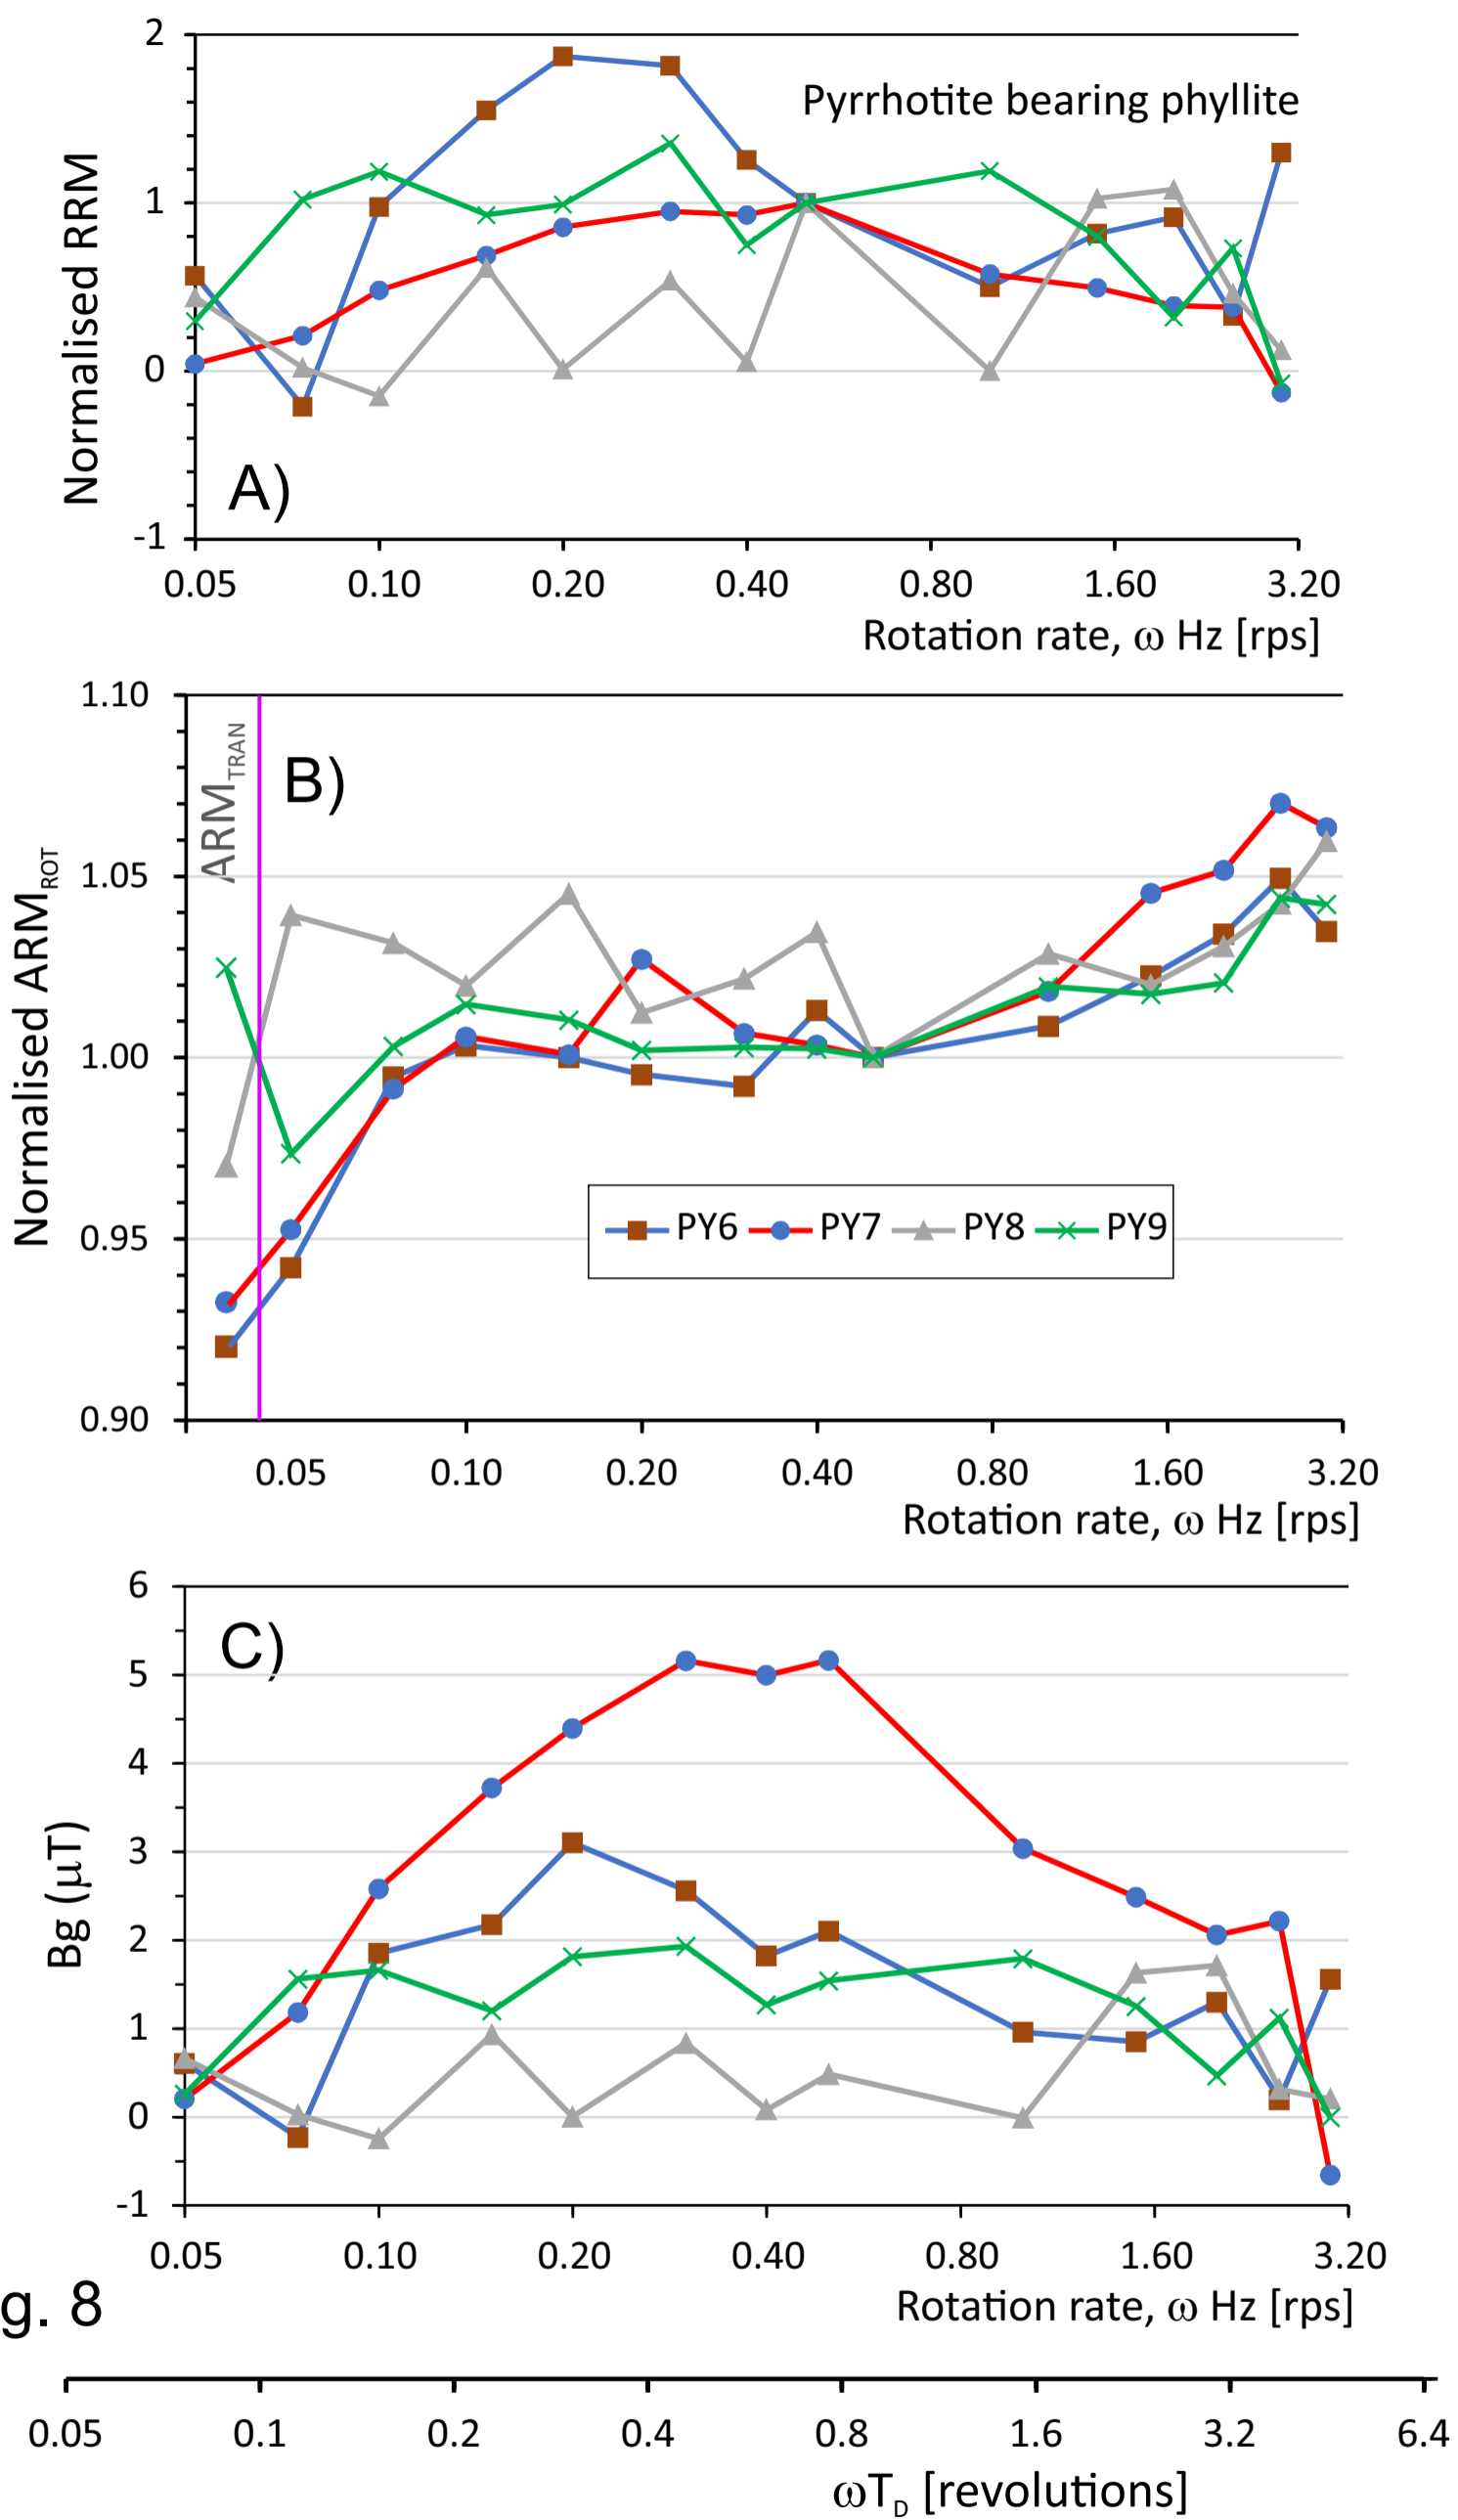 2
Pyrrhotite bearing phyllite
1
0
-1
Normalised RRM
A)
0.05 0.10 0.20 0.40 0.80 1.60 3.20
Rotation rate, ω Hz [rps]
1.10
1.05
1.00
0.95
0.90
Normalised ARMROT
ARMTRAN
B)
PY6 PY7 PY8 PY9
0.05 0.10 0.20 0.40 0.80 1.60 3.20
Rotation rate, ω Hz [rps]
6
5
4
3
2
1
0
-1
Bg (μT)
C)
0.05 0.10 0.20 0.40 0.80 1.60 3.20
Rotation rate, ω Hz [rps]
g. 8
0.05 0.1 0.2 0.4 0.8 1.6 3.2 6.4
ωTD [revolutions]